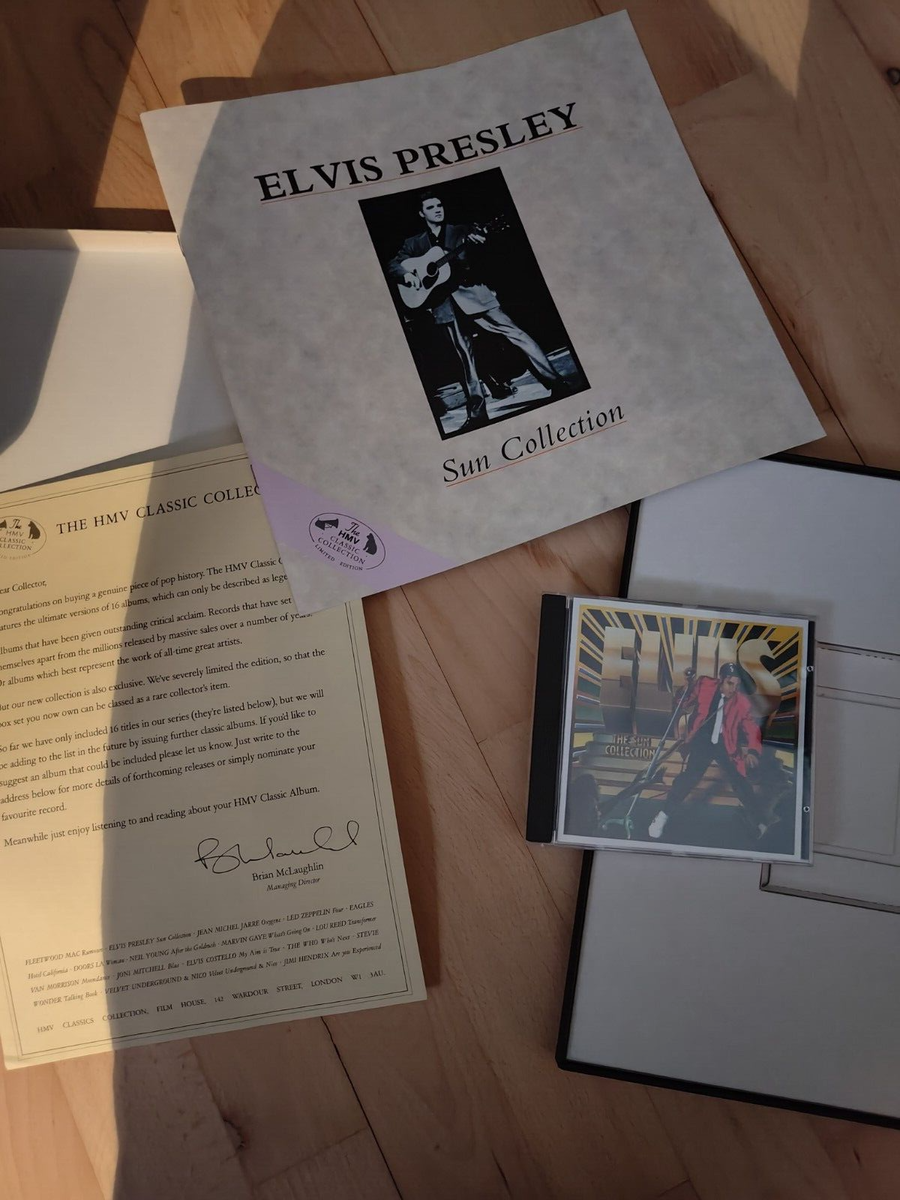 ELVIS PRESLEY
Sun Collection
The
HMV
CLASSIC
COLLECTION
LIMITED EDITION
The
HMV
CLASSIC
THE HMV CLASSIC COLLEC
ear Collector,
ongratulations on buying a genuine piece of pop history. The HMV Classic
atures the ultimate versions of 16 albums, which can only be described as lege
lbums that have been given outstanding critical acclaim. Records that have set
emselves apart from the millions released by massive sales over a number of years.
Or albums which best represent the work of all-time great artists.
But our new collection is also exclusive. We've severely limited the edition, so that the
box set you now own can be classed as a rare collector's item.
So far we have only included 16 titles in our series (they're listed below), but we will
be adding to the list in the future by issuing further classic albums. If you'd like to
suggest an album that could be included please let us know. Just write to the
address below for more details of forthcoming releases or simply nominate your
favourite record.
Meanwhile just enjoy listening to and reading about your HMV Classic Album.
Brian McLaughlin
Managing Director
FLEETWOOD MAC Rumours · ELVIS PRESLEY Sun Collection · JEAN MICHEL JARRE Oxygene · LED ZEPPELIN Four · EAGLES
Hotel California · DOORS LA Woman · NEIL YOUNG After the Goldrush · MARVIN GAYE What's Going On · LOU REED Transformer
VAN MORRISON Moondance · JONI MITCHELL Blue · ELVIS COSTELLO My Aim is True · THE WHO Who's Next · STEVIE
WONDER Talking Book · VELVET UNDERGROUND & NICO Velvet Underground & Nico · JIMI HENDRIX Are you Experienced
HMV CLASSICS COLLECTION, FILM HOUSE, 142 WARDOUR STREET, LONDON W1 3AU.
ELVIS
THE SUN
COLLECTION